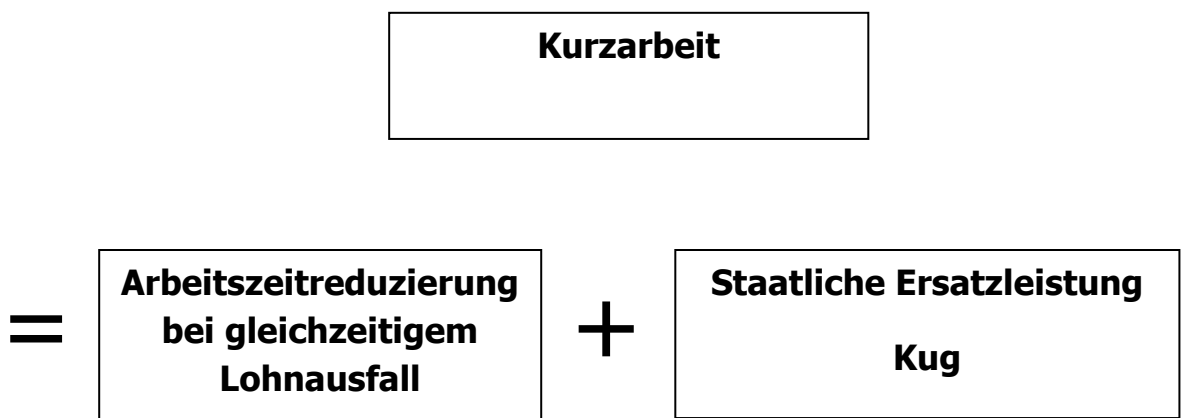 Kurzarbeit
=
Arbeitszeitreduzierung
bei gleichzeitigem
Lohnausfall
+
Staatliche Ersatzleistung
Kug